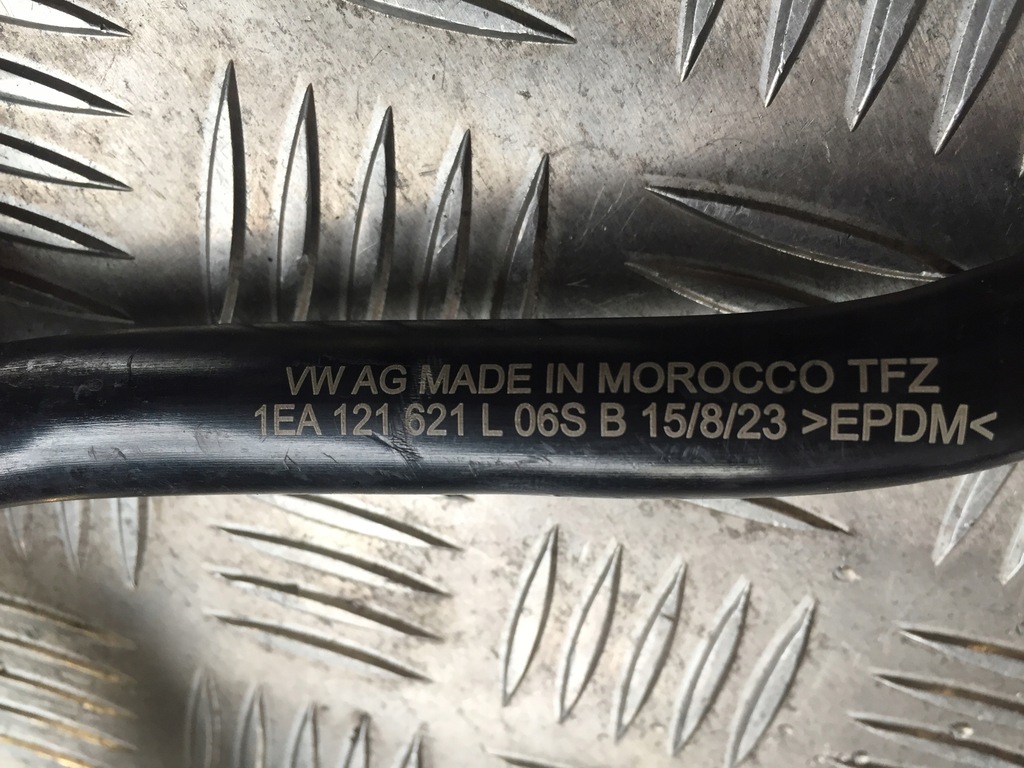 VW AG MADE IN MOROCCO TFZ
1EA 121 621 L 06S B 15/8/23 >EPDM<